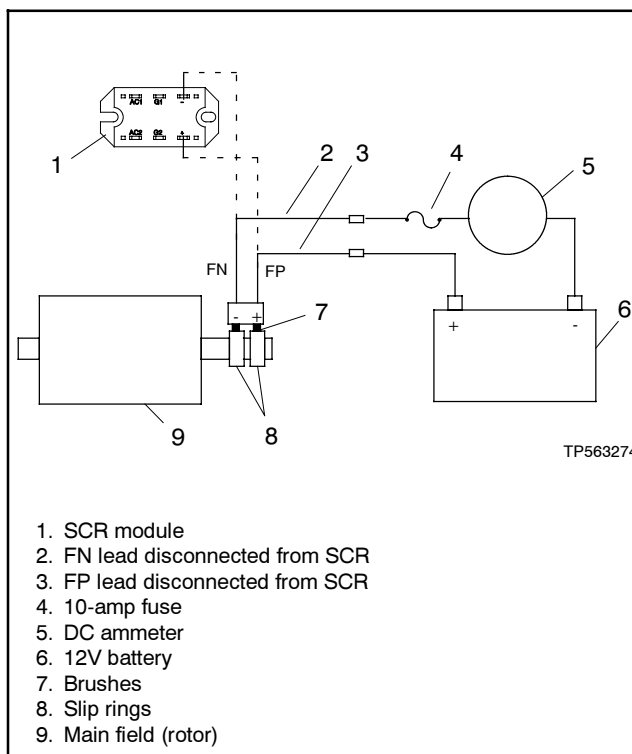 AC1 G1 -
AC2 G2 +
1
2 3 4 5
FN FP
- +
7
+ -
6
8
9
TP563274
1. SCR module
2. FN lead disconnected from SCR
3. FP lead disconnected from SCR
4. 10-amp fuse
5. DC ammeter
6. 12V battery
7. Brushes
8. Slip rings
9. Main field (rotor)